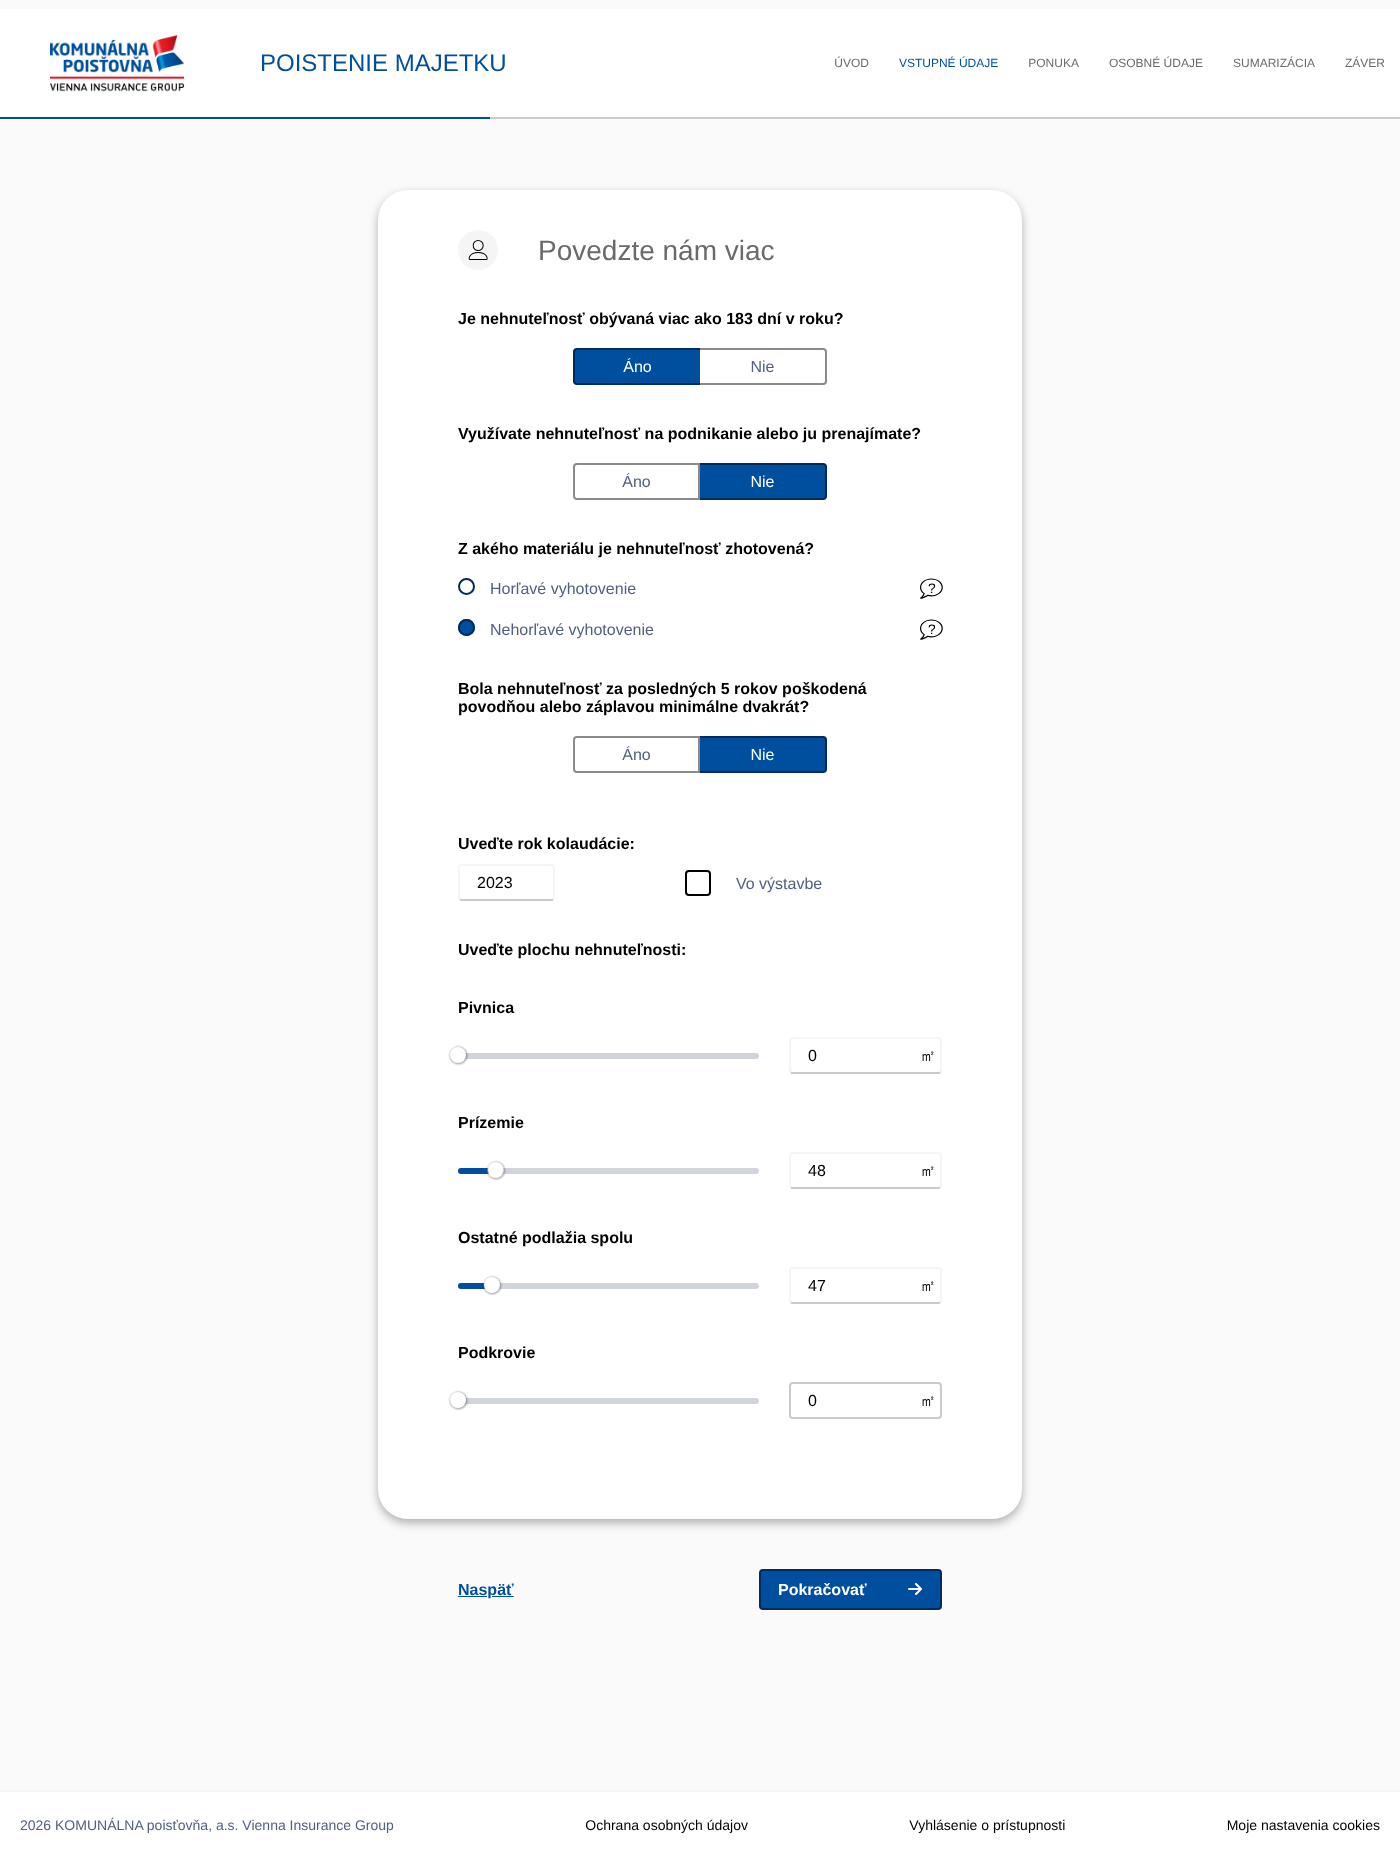 KOMUNÁLNA
POISŤOVŇA
VIENNA INSURANCE GROUP
POISTENIE MAJETKU
ÚVOD
VSTUPNÉ ÚDAJE
PONUKA
OSOBNÉ ÚDAJE
SUMARIZÁCIA
ZÁVER
Povedzte nám viac
Je nehnuteľnosť obývaná viac ako 183 dní v roku?
Áno
Nie
Využívate nehnuteľnosť na podnikanie alebo ju prenajímate?
Áno
Nie
Z akého materiálu je nehnuteľnosť zhotovená?
Horľavé vyhotovenie
?
Nehorľavé vyhotovenie
?
Bola nehnuteľnosť za posledných 5 rokov poškodená
povodňou alebo záplavou minimálne dvakrát?
Áno
Nie
Uveďte rok kolaudácie:
2023
Vo výstavbe
Uveďte plochu nehnuteľnosti:
Pivnica
0 ㎡
Prízemie
48 ㎡
Ostatné podlažia spolu
47 ㎡
Podkrovie
0 ㎡
Naspäť
Pokračovať
2026 KOMUNÁLNA poisťovňa, a.s. Vienna Insurance Group
Ochrana osobných údajov
Vyhlásenie o prístupnosti
Moje nastavenia cookies